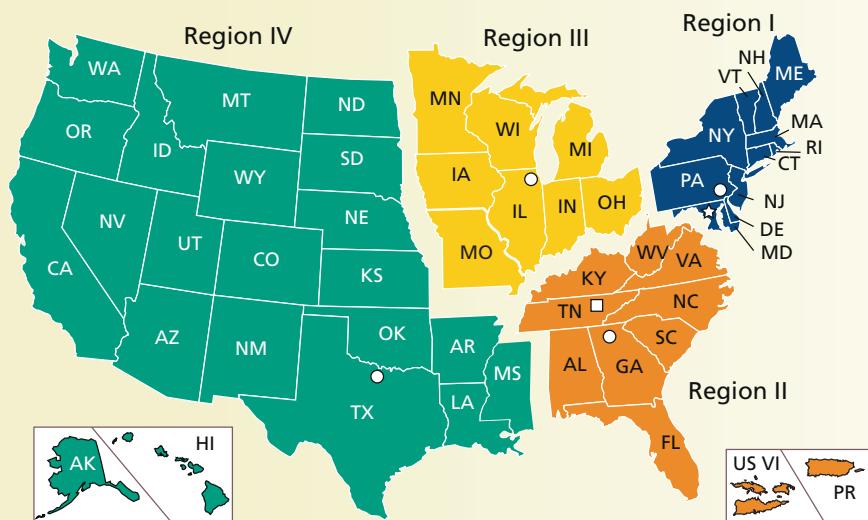 Region IV
Region III
Region I
WA
MT
ND
MN
NH
VT
ME
OR
ID
SD
WI
MI
NY
MA
RI
CT
WY
IA
PA
NV
NE
IL
IN
OH
NJ
UT
CO
MO
DE
CA
KS
WV
VA
MD
KY
AZ
NM
OK
AR
TN
NC
SC
MS
AL
GA
TX
LA
Region II
FL
AK
HI
US VI
PR